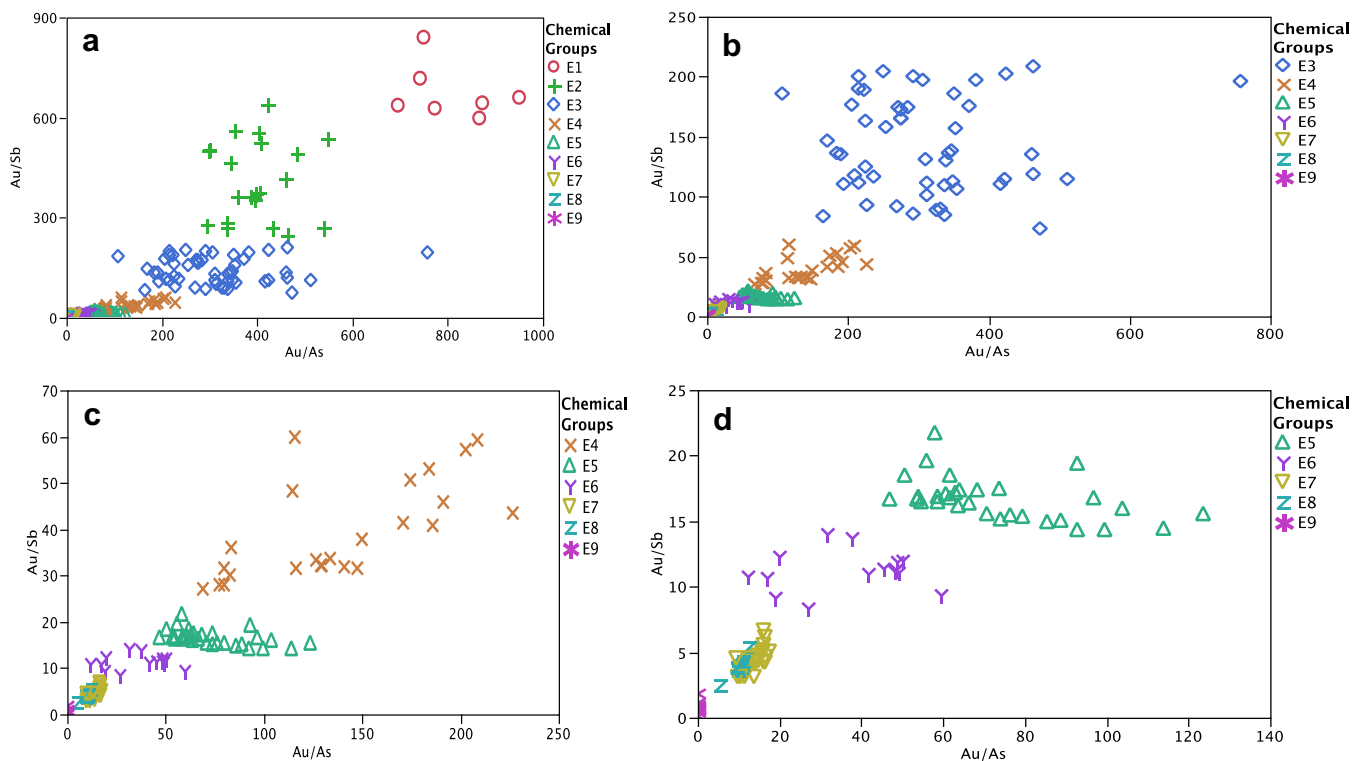 a
900
600
300
0
Au/Sb
0
200
400
600
800
1000
Au/As
Chemical
Groups
E1
E2
E3
E4
E5
E6
E7
E8
E9
b
250
200
150
100
50
0
Au/Sb
0
200
400
600
800
Au/As
Chemical
Groups
E3
E4
E5
E6
E7
E8
E9
c
70
60
50
40
30
20
10
0
Au/Sb
0
50
100
150
200
250
Au/As
Chemical
Groups
E4
E5
E6
E7
E8
E9
d
25
20
15
10
5
0
Au/Sb
0
20
40
60
80
100
120
140
Au/As
Chemical
Groups
E5
E6
E7
E8
E9